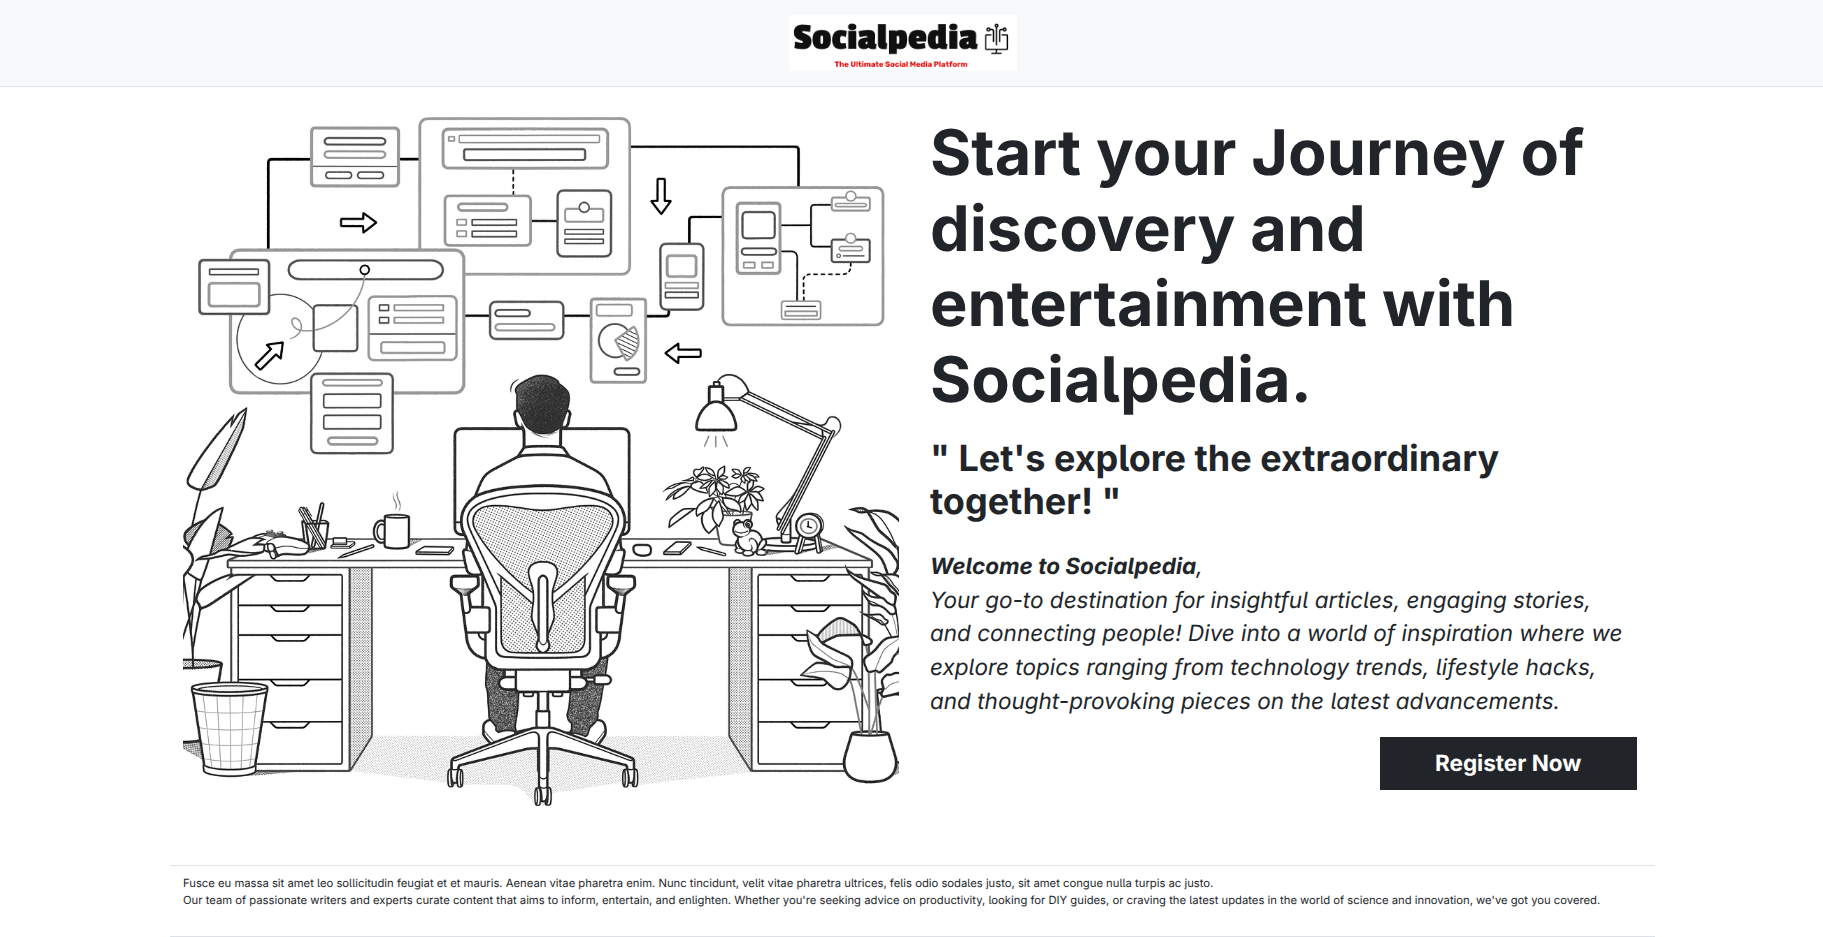 Socialpedia
The Ultimate Social Media Platform
Start your Journey of
discovery and
entertainment with
Socialpedia.
" Let's explore the extraordinary
together! "
Welcome to Socialpedia,
Your go-to destination for insightful articles, engaging stories,
and connecting people! Dive into a world of inspiration where we
explore topics ranging from technology trends, lifestyle hacks,
and thought-provoking pieces on the latest advancements.
Register Now
Fusce eu massa sit amet leo sollicitudin feugiat et et mauris. Aenean vitae pharetra enim. Nunc tincidunt, velit vitae pharetra ultrices, felis odio sodales justo, sit amet congue nulla turpis ac justo.
Our team of passionate writers and experts curate content that aims to inform, entertain, and enlighten. Whether you're seeking advice on productivity, looking for DIY guides, or craving the latest updates in the world of science and innovation, we've got you covered.